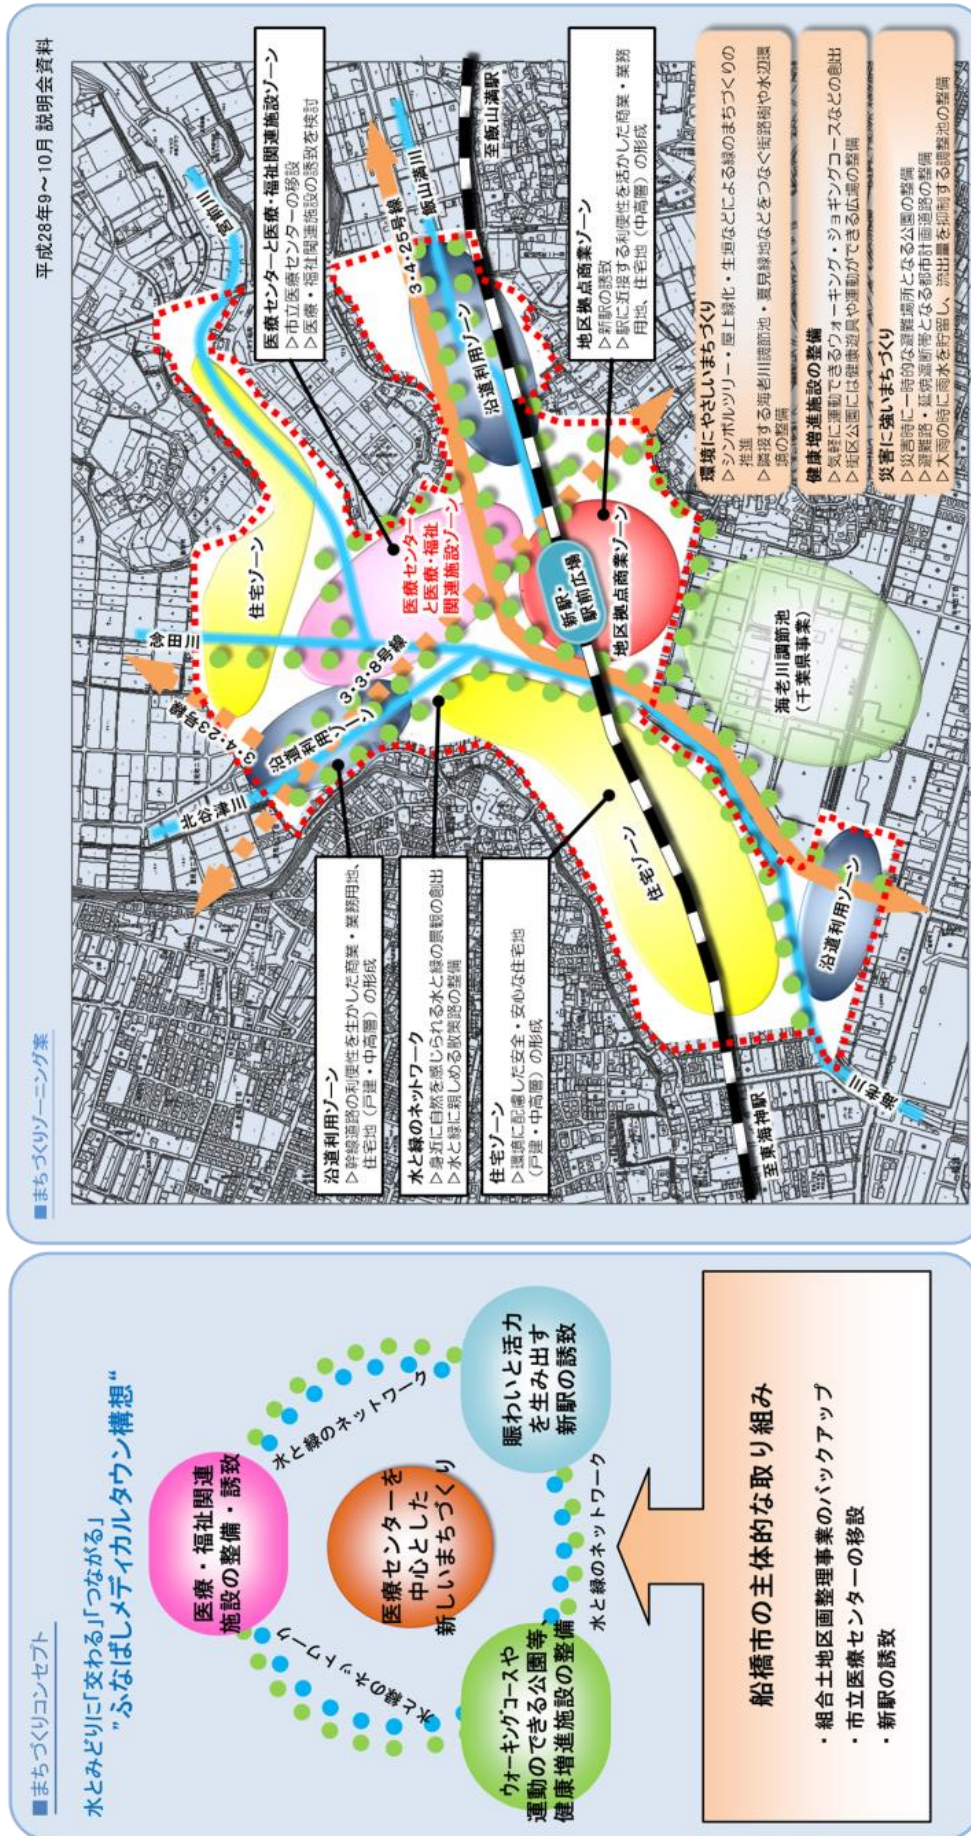 ■まちづくりコンセプト
水とみどりに「交わる」「つながる」
”ふなばしメディカルタウン構想“
医療・福祉関連
施設の整備・誘致
水と緑のネットワーク
水と緑のネットワーク
医療センターを
中心とした
新しいまちづくり
ウォーキングコースや
運動のできる公園等、
健康増進施設の整備
賑わいと活力
を生み出す
新駅の誘致
水と緑のネットワーク
船橋市の主体的な取り組み
・組合土地区画整理事業のバックアップ
・市立医療センターの移設
・新駅の誘致
■まちづくりゾーニング案
平成28年9~10月 説明会資料
北谷津川
3・4・23号線
念田川
宮前川
住宅ゾーン
沿道利用ゾーン
3・3・8号線
医療センター
と医療・福祉
関連施設ゾーン
3・4・25号線
飯山満川
沿道利用ゾーン
至飯山満駅
医療センターと医療・福祉関連施設ゾーン
▷市立医療センターの移設
▷医療・福祉関連施設の誘致を検討
沿道利用ゾーン
▷幹線道路の利便性を生かした商業・業務用地、
住宅地（戸建・中高層）の形成
水と緑のネットワーク
▷身近に自然を感じられる水と緑の景観の創出
▷水と緑に親しめる散策路の整備
住宅ゾーン
▷環境に配慮した安全・安心な住宅地
（戸建・中高層）の形成
新駅・
駅前広場
地区拠点商業ゾーン
地区拠点商業ゾーン
▷新駅の誘致
▷駅に近接する利便性を活かした商業・業務
用地、住宅地（中高層）の形成
住宅ゾーン
至東海神駅
海老川
沿道利用ゾーン
海老川調節池
（千葉県事業）
環境にやさしいまちづくり
▷シンボルツリー・屋上緑化・生垣などによる緑のまちづくりの
推進
▷隣接する海老川調節池・夏見緑地などをつなぐ街路樹や水辺環
境の整備
健康増進施設の整備
▷気軽に運動できるウォーキング・ジョギングコースなどの創出
▷街区公園には健康遊具や運動ができる広場の整備
災害に強いまちづくり
▷災害時に一時的な避難場所となる公園の整備
▷避難路・延焼遮断帯となる都市計画道路の整備
▷大雨の時に雨水を貯留し、流出量を抑制する調整池の整備